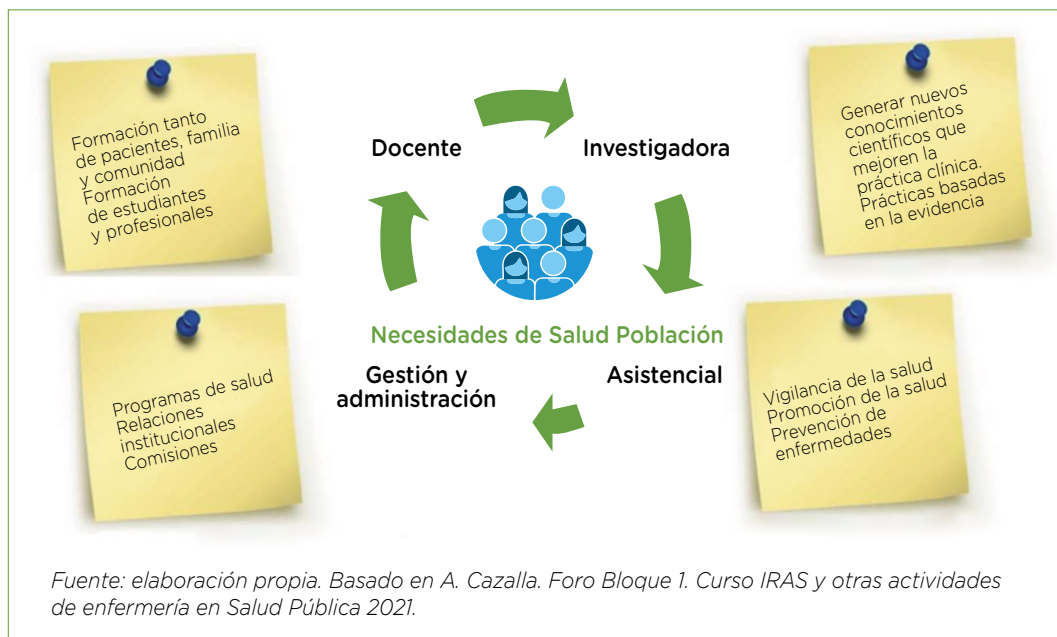 Formación tanto
de pacientes, familia
y comunidad
Formación
de estudiantes
y profesionales
Docente
Investigadora
Generar nuevos
conocimientos
científicos que
mejoren la
práctica clínica.
Prácticas basadas
en la evidencia
Necesidades de Salud Población
Programas de salud
Relaciones
institucionales
Comisiones
Gestión y
administración
Asistencial
Vigilancia de la salud
Promoción de la salud
Prevención de
enfermedades
Fuente: elaboración propia. Basado en A. Cazalla. Foro Bloque 1. Curso IRAS y otras actividades
de enfermería en Salud Pública 2021.